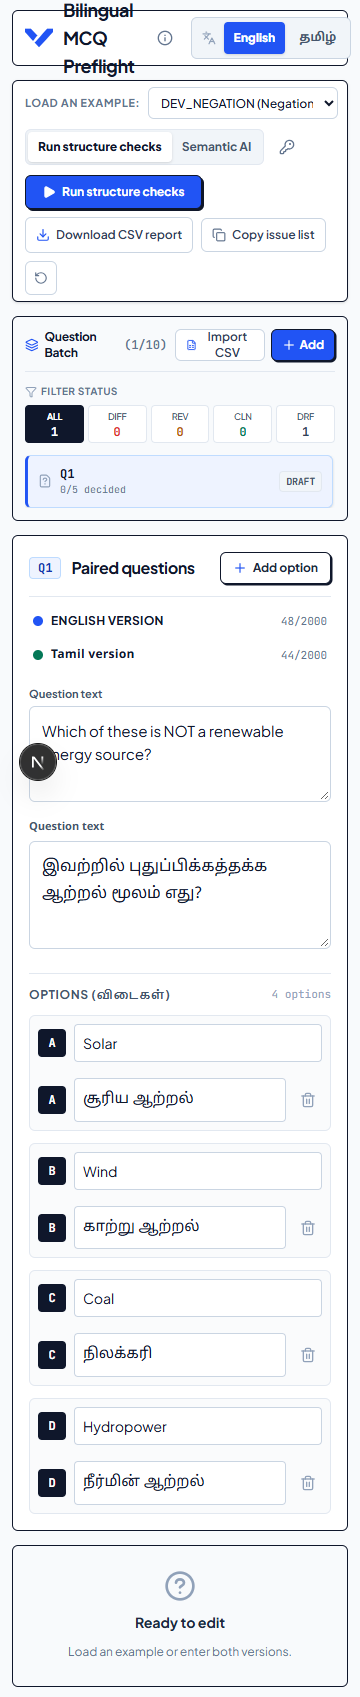 Bilingual
MCQ
Preflight
English
தமிழ்
LOAD AN EXAMPLE:
DEV_NEGATION (Negation
Run structure checks
Semantic AI
Run structure checks
Download CSV report
Copy issue list
Question
Batch
(1/10)
Import
CSV
Add
FILTER STATUS
ALL
1
DIFF
0
REV
0
CLN
0
DRF
1
Q1
0/5 decided
DRAFT
Q1
Paired questions
Add option
ENGLISH VERSION
48/2000
Tamil version
44/2000
Question text
Which of these is NOT a renewable
energy source?
N
Question text
இவற்றில் புதுப்பிக்கத்தக்க
ஆற்றல் மூலம் எது?
OPTIONS (விடைகள்)
4 options
A
Solar
A
சூரிய ஆற்றல்
B
Wind
B
காற்று ஆற்றல்
C
Coal
C
நிலக்கரி
D
Hydropower
D
நீர்மின் ஆற்றல்
Ready to edit
Load an example or enter both versions.